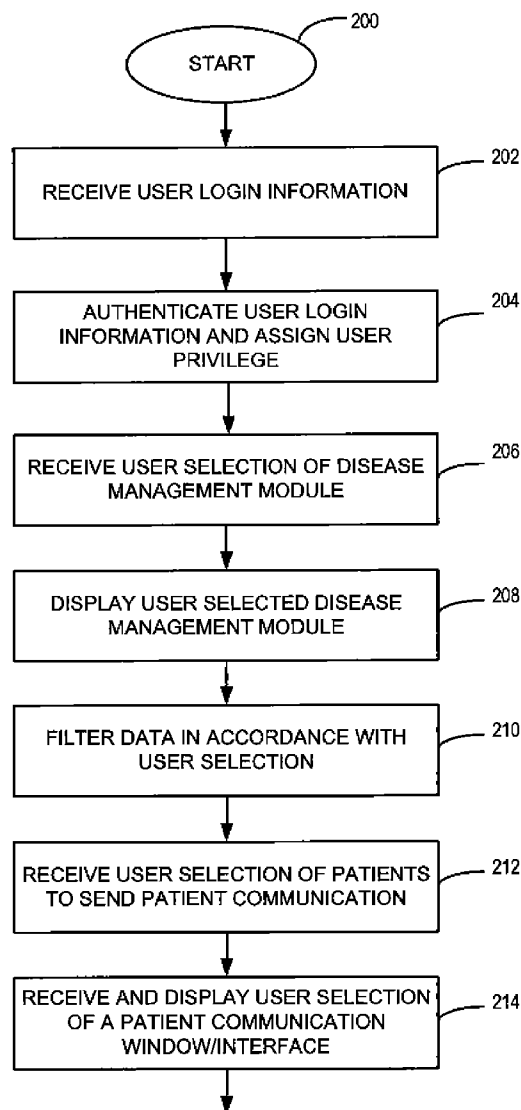 200
START
202
RECEIVE USER LOGIN INFORMATION
204
AUTHENTICATE USER LOGIN
INFORMATION AND ASSIGN USER
PRIVILEGE
206
RECEIVE USER SELECTION OF DISEASE
MANAGEMENT MODULE
208
DISPLAY USER SELECTED DISEASE
MANAGEMENT MODULE
210
FILTER DATA IN ACCORDANCE WITH
USER SELECTION
212
RECEIVE USER SELECTION OF PATIENTS
TO SEND PATIENT COMMUNICATION
214
RECEIVE AND DISPLAY USER SELECTION
OF A PATIENT COMMUNICATION
WINDOW/INTERFACE